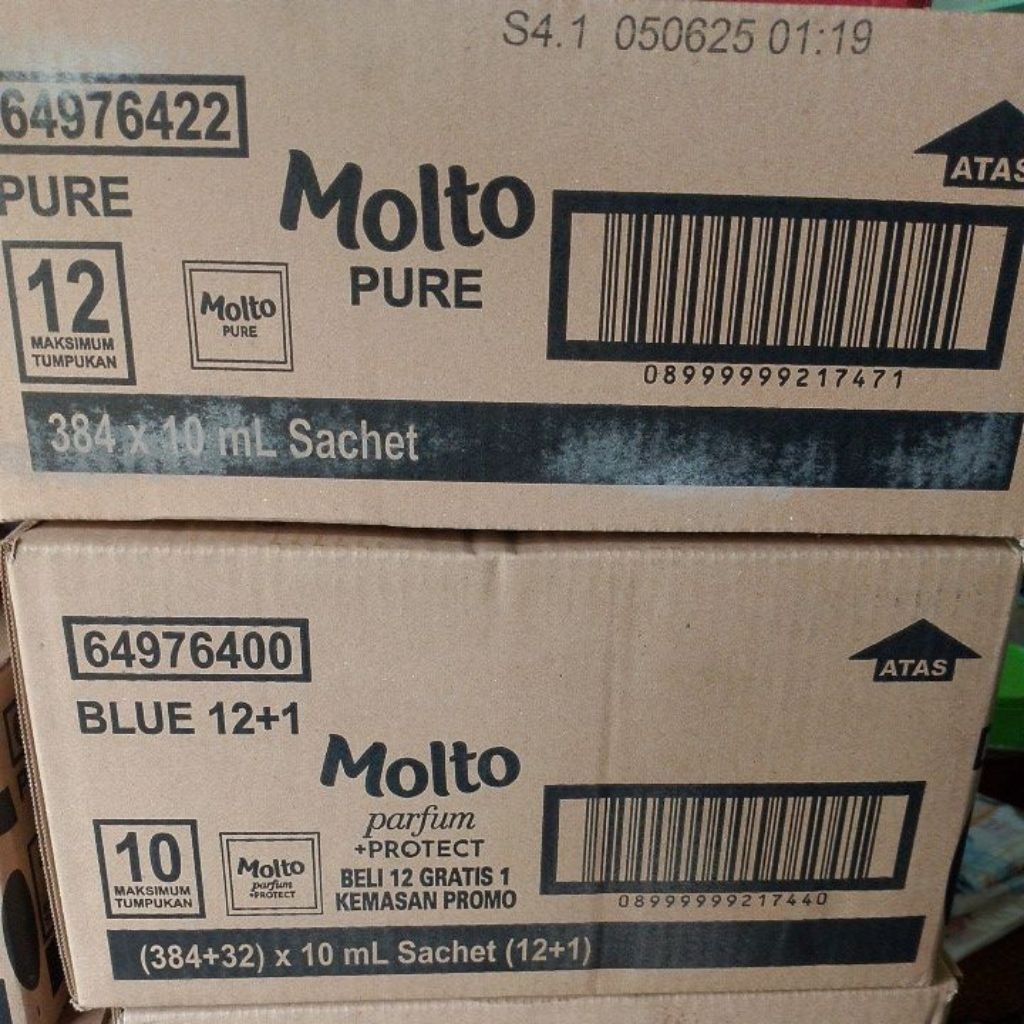 S4.1 050625 01:19
64976422
PURE
Molto
PURE
ATAS
12
MAKSIMUM
TUMPUKAN
Molto
PURE
08999999217471
384 x 10 mL Sachet
64976400
BLUE 12+1
ATAS
Molto
parfum
+PROTECT
BELI 12 GRATIS 1
KEMASAN PROMO
10
MAKSIMUM
TUMPUKAN
Molto
parfum
+PROTECT
08999999217440
(384+32) x 10 mL Sachet (12+1)